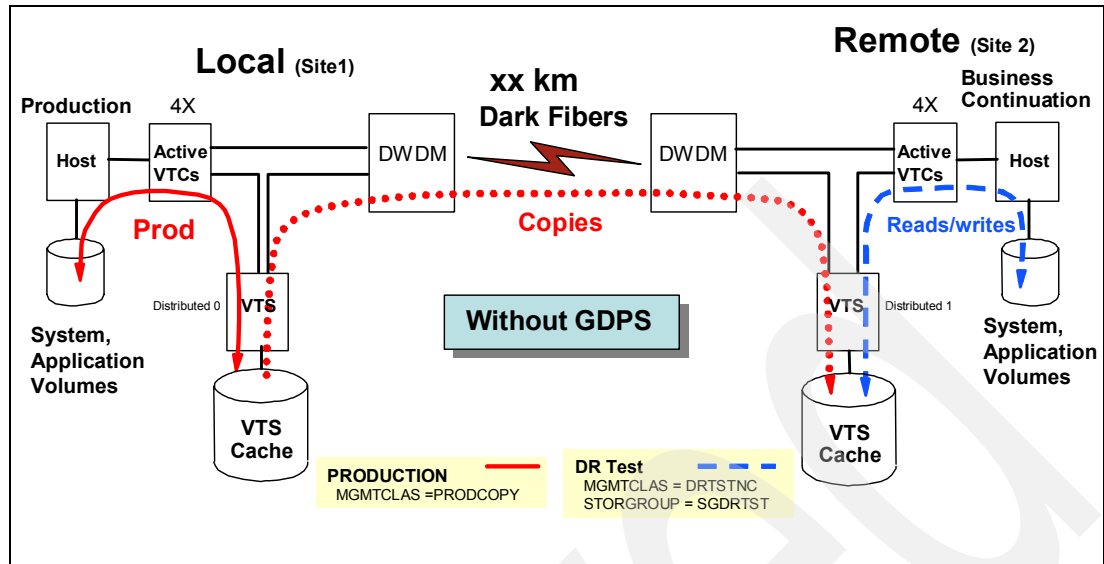 Local (Site1)
Remote (Site 2)
xx km
Dark Fibers
Production
4X
Host
Active
VTCs
DWDM
DWDM
4X
Active
VTCs
Business
Continuation
Host
Prod
Copies
Reads/writes
Distributed 0
VTS
Without GDPS
VTS
Distributed 1
System,
Application
Volumes
System,
Application
Volumes
VTS
Cache
VTS
Cache
PRODUCTION
MGMTCLAS =PRODCOPY
DR Test
MGMTCLAS = DRTSTNC
STORGROUP = SGDRTST